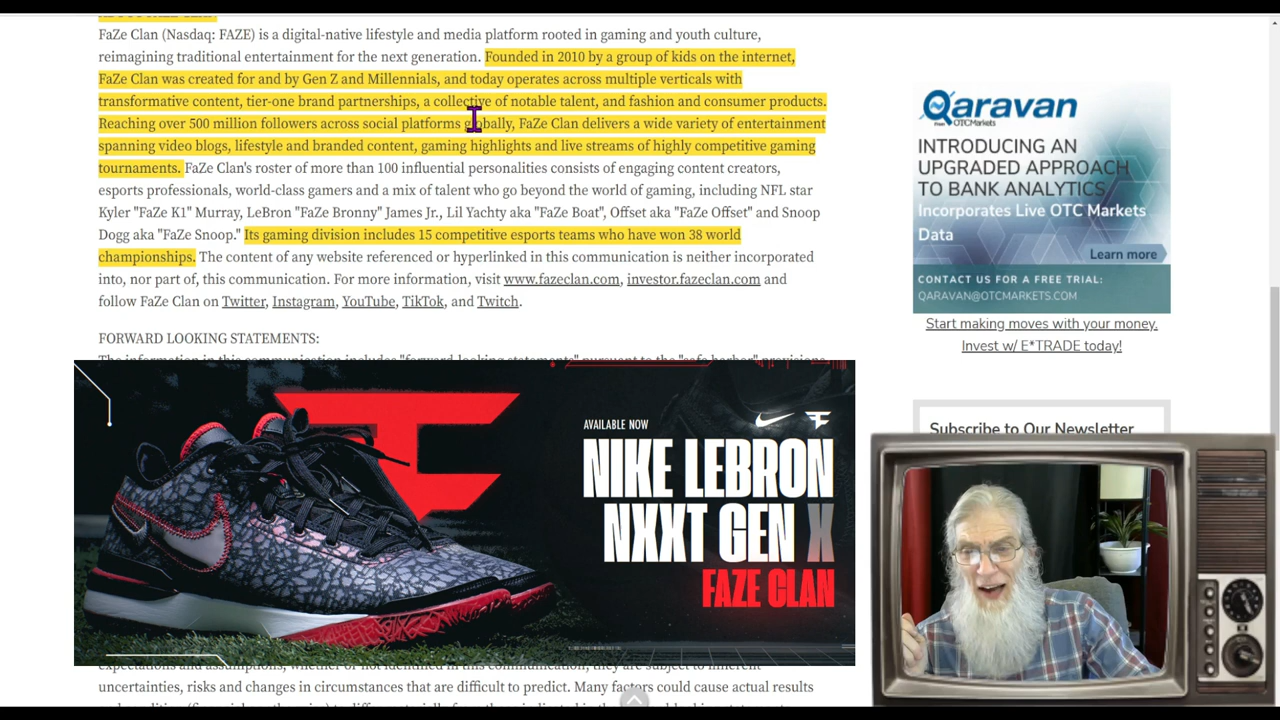 FaZe Clan (Nasdaq: FAZE) is a digital-native lifestyle and media platform rooted in gaming and youth culture,
reimagining traditional entertainment for the next generation. Founded in 2010 by a group of kids on the internet,
FaZe Clan was created for and by Gen Z and Millennials, and today operates across multiple verticals with
transformative content, tier-one brand partnerships, a collective of notable talent, and fashion and consumer products.
Reaching over 500 million followers across social platforms globally, FaZe Clan delivers a wide variety of entertainment
spanning video blogs, lifestyle and branded content, gaming highlights and live streams of highly competitive gaming
tournaments. FaZe Clan's roster of more than 100 influential personalities consists of engaging content creators,
esports professionals, world-class gamers and a mix of talent who go beyond the world of gaming, including NFL star
Kyler "FaZe K1" Murray, LeBron "FaZe Bronny" James Jr., Lil Yachty aka "FaZe Boat", Offset aka "FaZe Offset" and Snoop
Dogg aka "FaZe Snoop." Its gaming division includes 15 competitive esports teams who have won 38 world
championships. The content of any website referenced or hyperlinked in this communication is neither incorporated
into, nor part of, this communication. For more information, visit www.fazeclan.com, investor.fazeclan.com and
follow FaZe Clan on Twitter, Instagram, YouTube, TikTok, and Twitch.
FORWARD LOOKING STATEMENTS:
The information in this communication includes "forward-looking statements" pursuant to the "safe harbor" provisions
AVAILABLE NOW
NIKE LEBRON
NXXT GEN X
FAZE CLAN
expectations and assumptions, whether or not identified in this communication, they are subject to inherent
uncertainties, risks and changes in circumstances that are difficult to predict. Many factors could cause actual results
Qaravan
from OTCMarkets
INTRODUCING AN
UPGRADED APPROACH
TO BANK ANALYTICS
Incorporates Live OTC Markets
Data
Learn more
CONTACT US FOR A FREE TRIAL:
QARAVAN@OTCMARKETS.COM
Start making moves with your money.
Invest w/ E*TRADE today!
Subscribe to Our Newsletter